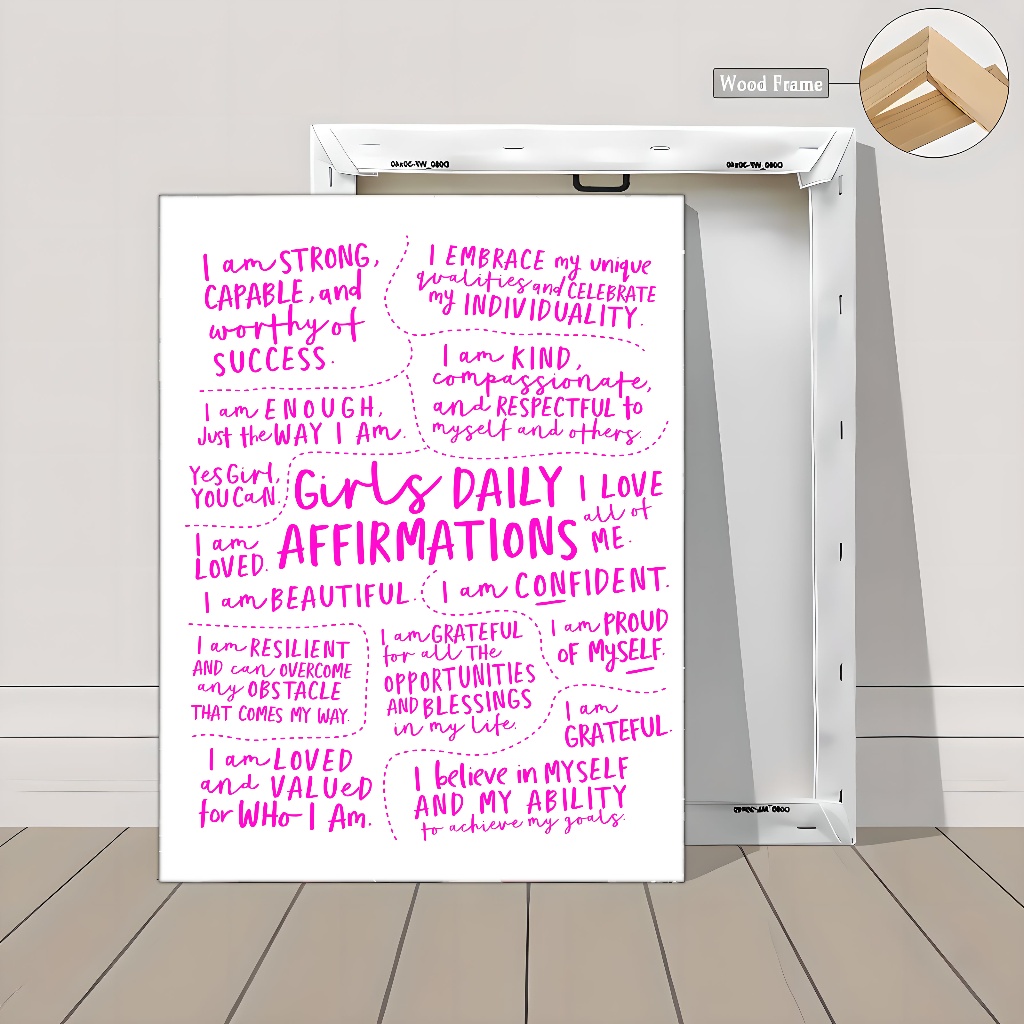 Wood Frame
I am STRONG,
CAPABLE, and
worthy of
SUCCESS.
I EMBRACE my unique
qualities and CELEBRATE
my INDIVIDUALITY.
I am KIND,
compassionate,
and RESPECTFUL to
myself and others.
I am ENOUGH,
Just the WAY I Am.
Yes Girl,
YOU CaN.
Girls DAILY
AFFIRMATIONS
I LOVE
all of
ME.
I am
LOVED.
I am BEAUTIFUL.
I am CONFIDENT.
I am RESILIENT
AND can OVERCOME
any OBSTACLE
THAT COMES MY WAY.
I am GRATEFUL
for all THE
OPPORTUNITIES
AND BLESSINGS
in my life.
I am PROUD
OF MySELF.
I am
GRATEFUL.
I am LOVED
and VALUeD
for WHo I Am.
I believe in MYSELF
AND MY ABILITY
to achieve my goals.